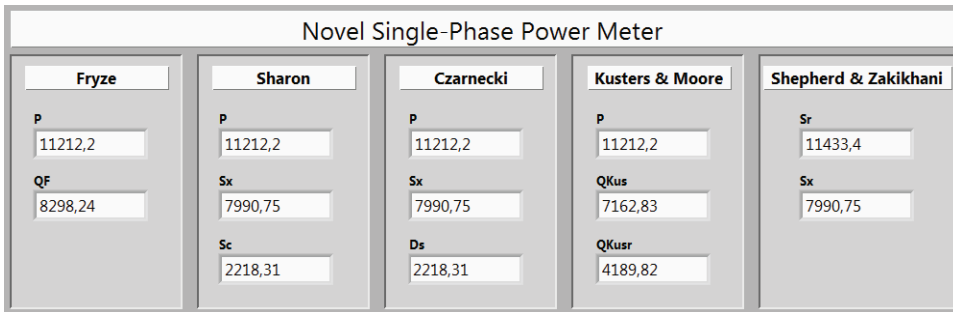 Novel Single-Phase Power Meter
Fryze
P
11212,2
QF
8298,24
Sharon
P
11212,2
Sx
7990,75
Sc
2218,31
Czarnecki
P
11212,2
Sx
7990,75
Ds
2218,31
Kusters & Moore
P
11212,2
QKus
7162,83
QKusr
4189,82
Shepherd & Zakikhani
Sr
11433,4
Sx
7990,75